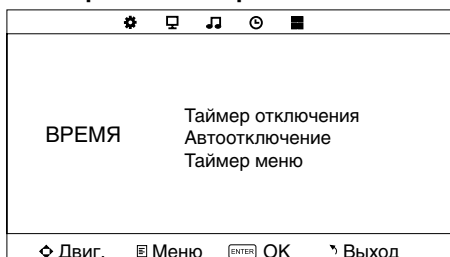 ВРЕМЯ
Таймер отключения
Автоотключение
Таймер меню
Двиг. Меню ENTER OK Выход